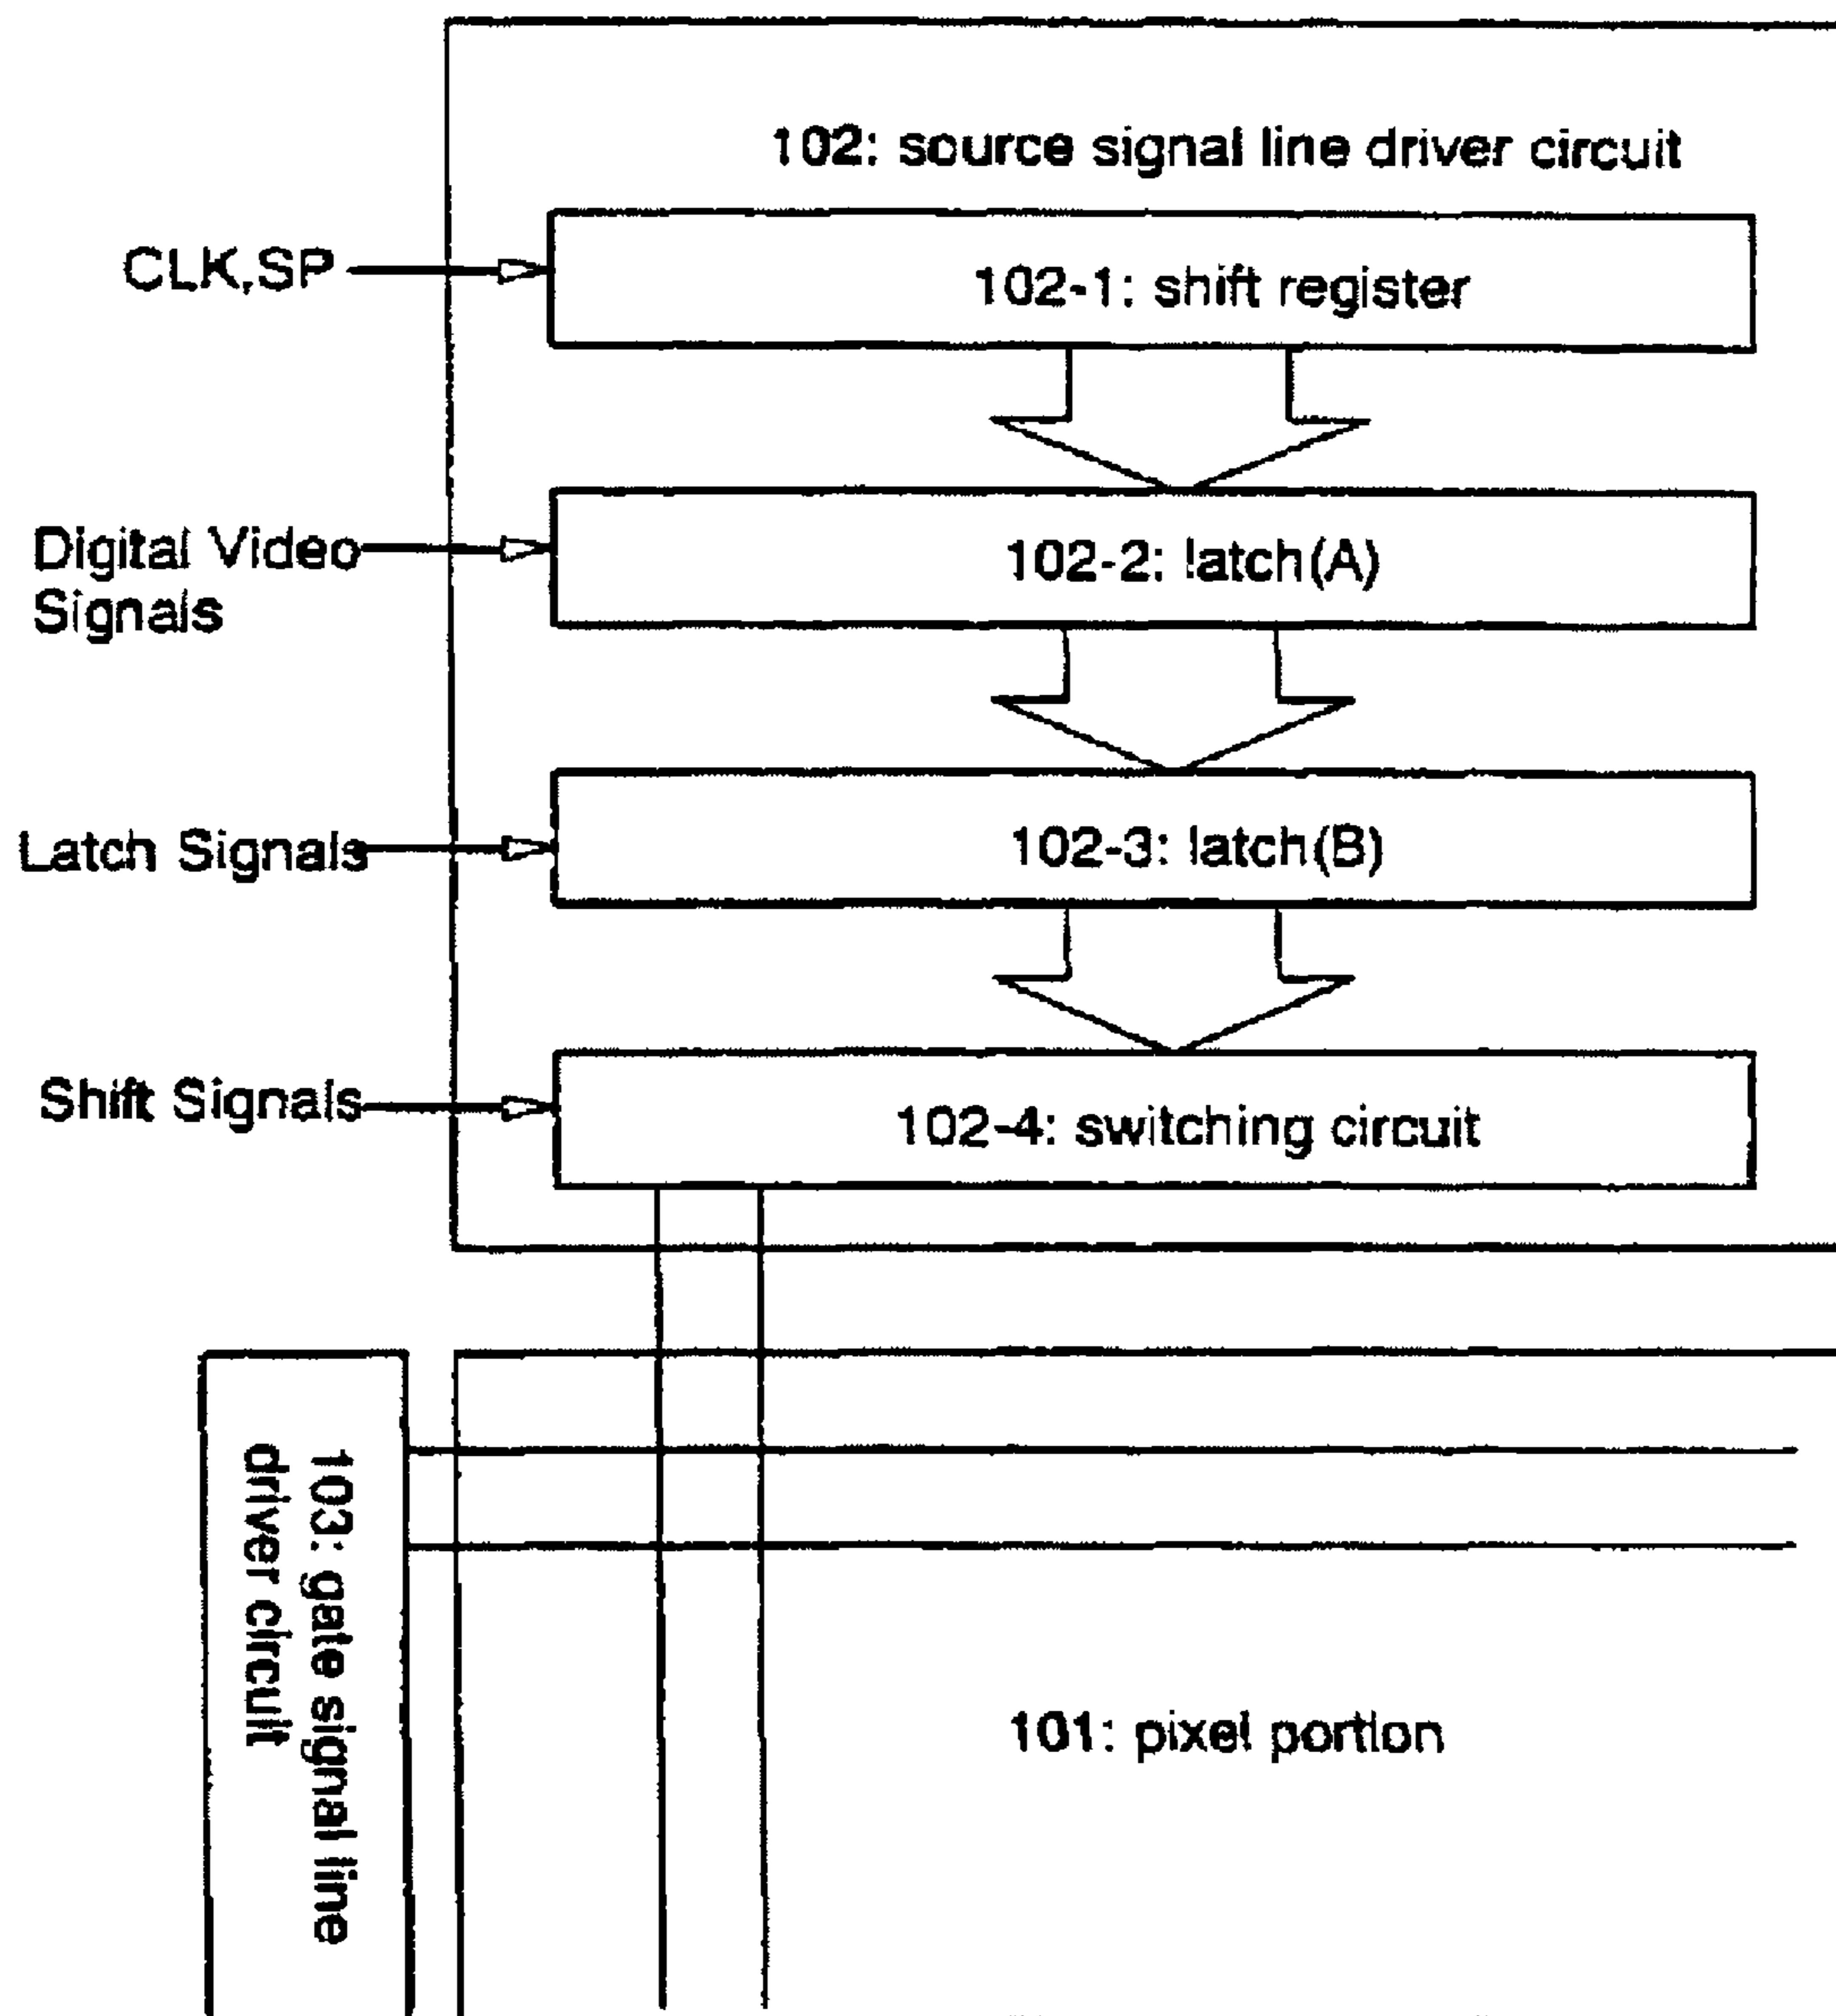 102: source signal line driver circuit
CLK,SP
102-1: shift register
Digital Video
Signals
102-2: latch(A)
Latch Signals
102-3: latch(B)
Shift Signals
102-4: switching circuit
103: gate signal line
driver circuit
101: pixel portion